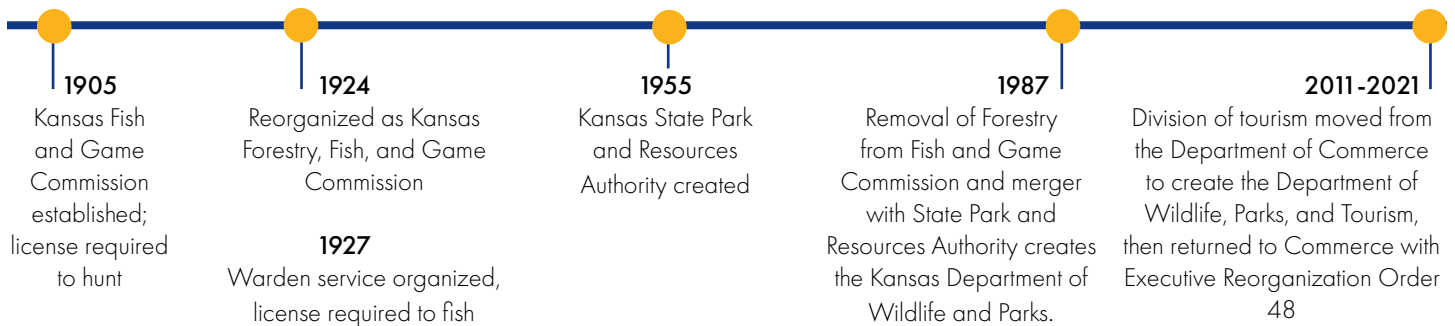 1905
Kansas Fish
and Game
Commission
established;
license required
to hunt
1924
Reorganized as Kansas
Forestry, Fish, and Game
Commission
1927
Warden service organized,
license required to fish
1955
Kansas State Park
and Resources
Authority created
1987
Removal of Forestry
from Fish and Game
Commission and merger
with State Park and
Resources Authority creates
the Kansas Department of
Wildlife and Parks.
2011-2021
Division of tourism moved from
the Department of Commerce
to create the Department of
Wildlife, Parks, and Tourism,
then returned to Commerce with
Executive Reorganization Order
48